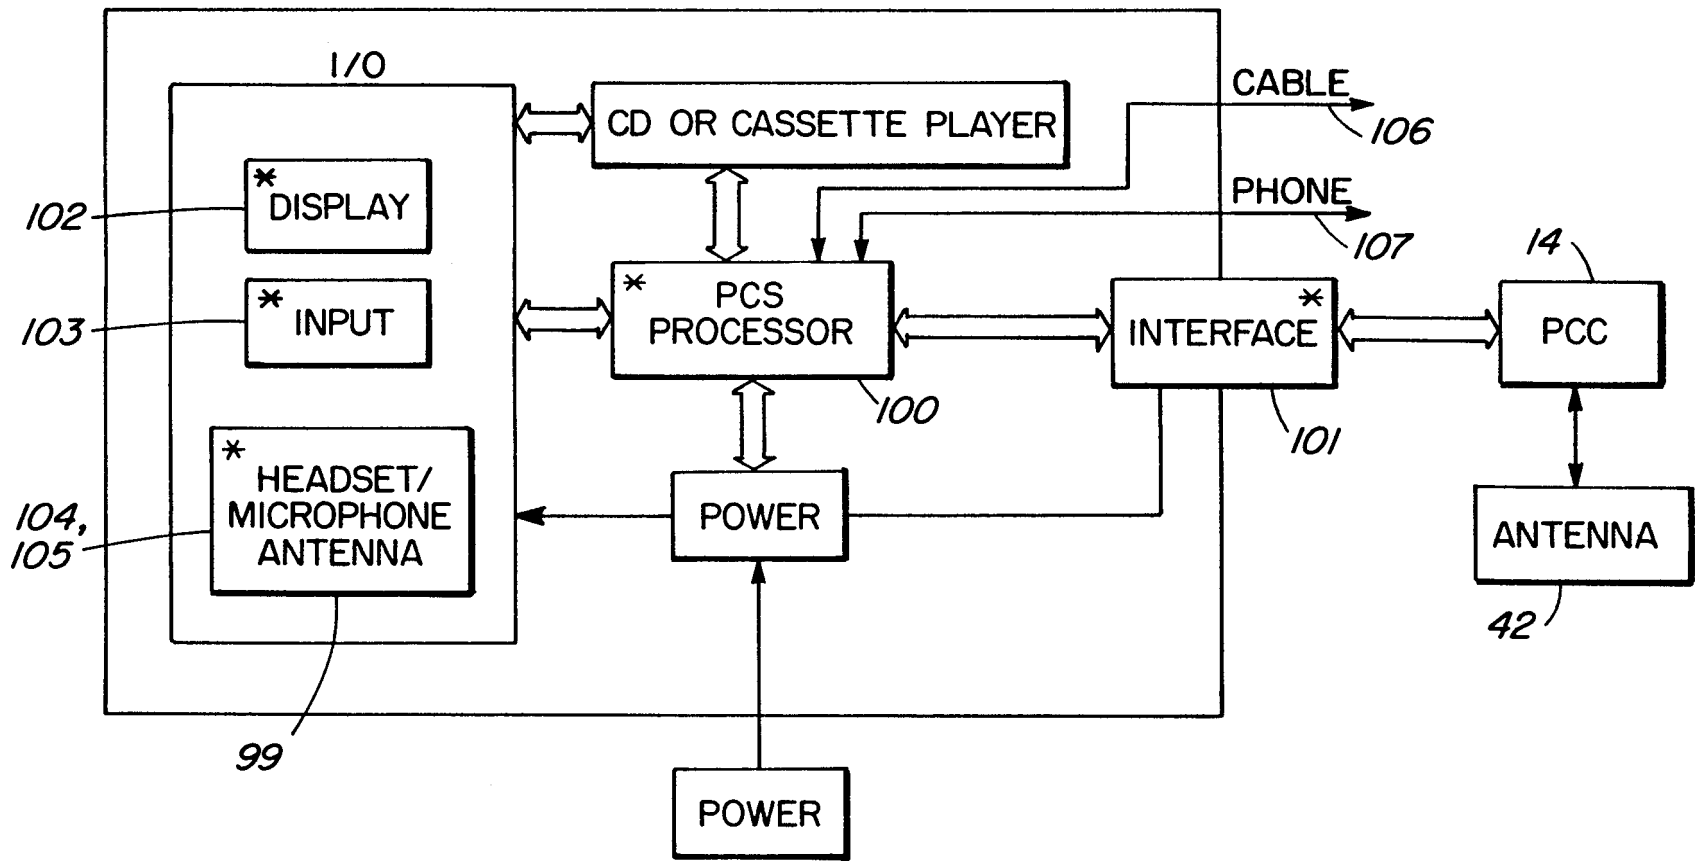 I/O
CD OR CASSETTE PLAYER
CABLE
106
* DISPLAY
102
PHONE
107
* INPUT
103
* PCS
PROCESSOR
100
INTERFACE *
101
14
PCC
* HEADSET/
MICROPHONE
ANTENNA
104,
105
99
POWER
ANTENNA
42
POWER